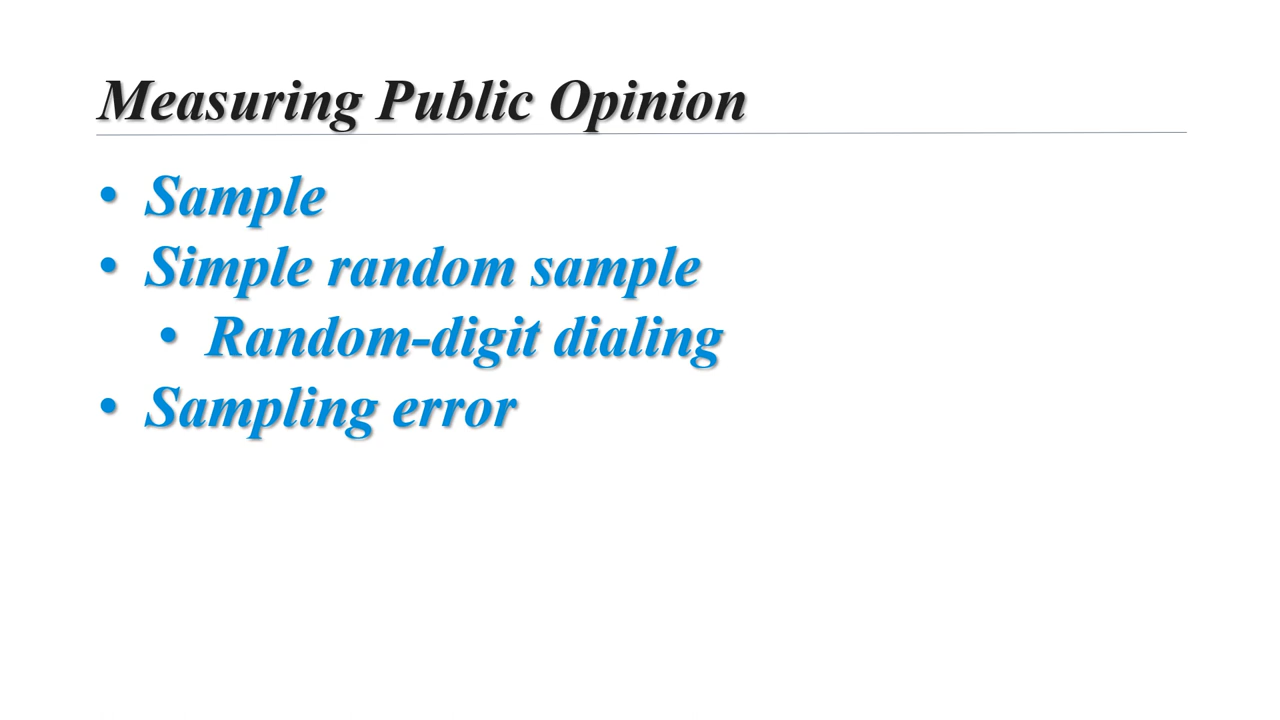 Measuring Public Opinion
• Sample
• Simple random sample
• Random-digit dialing
• Sampling error